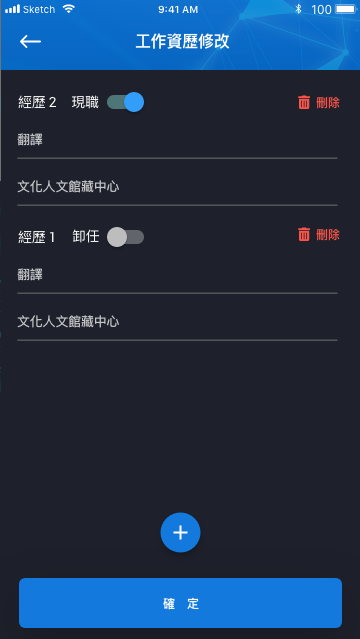 Sketch 9:41 AM 100
工作資歷修改
經歷 2 現職 刪除
翻譯
文化人文館藏中心
經歷 1 卸任 刪除
翻譯
文化人文館藏中心
確 定